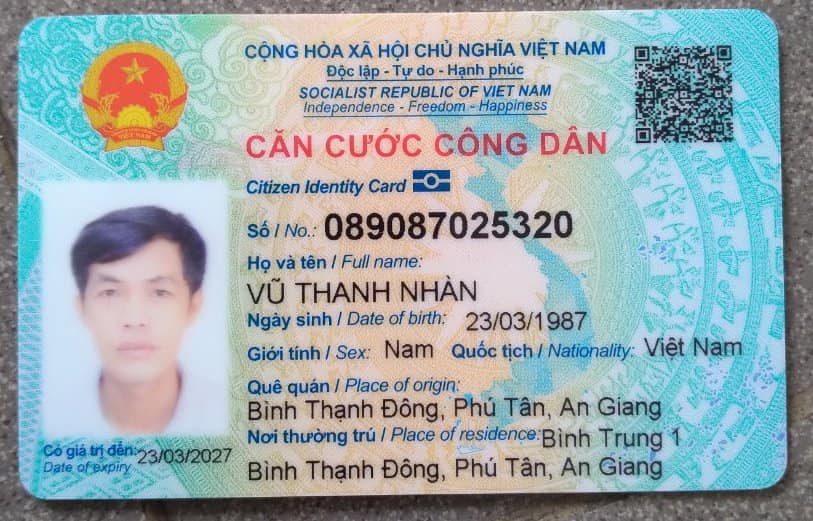 CỘNG HÒA XÃ HỘI CHỦ NGHĨA VIỆT NAM
Độc lập - Tự do - Hạnh phúc
SOCIALIST REPUBLIC OF VIET NAM
Independence - Freedom - Happiness
CĂN CƯỚC CÔNG DÂN
Citizen Identity Card
Số / No.: 089087025320
Họ và tên / Full name:
VŨ THANH NHÀN
Ngày sinh / Date of birth: 23/03/1987
Giới tính / Sex: Nam Quốc tịch / Nationality: Việt Nam
Quê quán / Place of origin:
Bình Thạnh Đông, Phú Tân, An Giang
Nơi thường trú / Place of residence: Bình Trung 1
Bình Thạnh Đông, Phú Tân, An Giang
Có giá trị đến: 23/03/2027
Date of expiry
VIỆT NAM